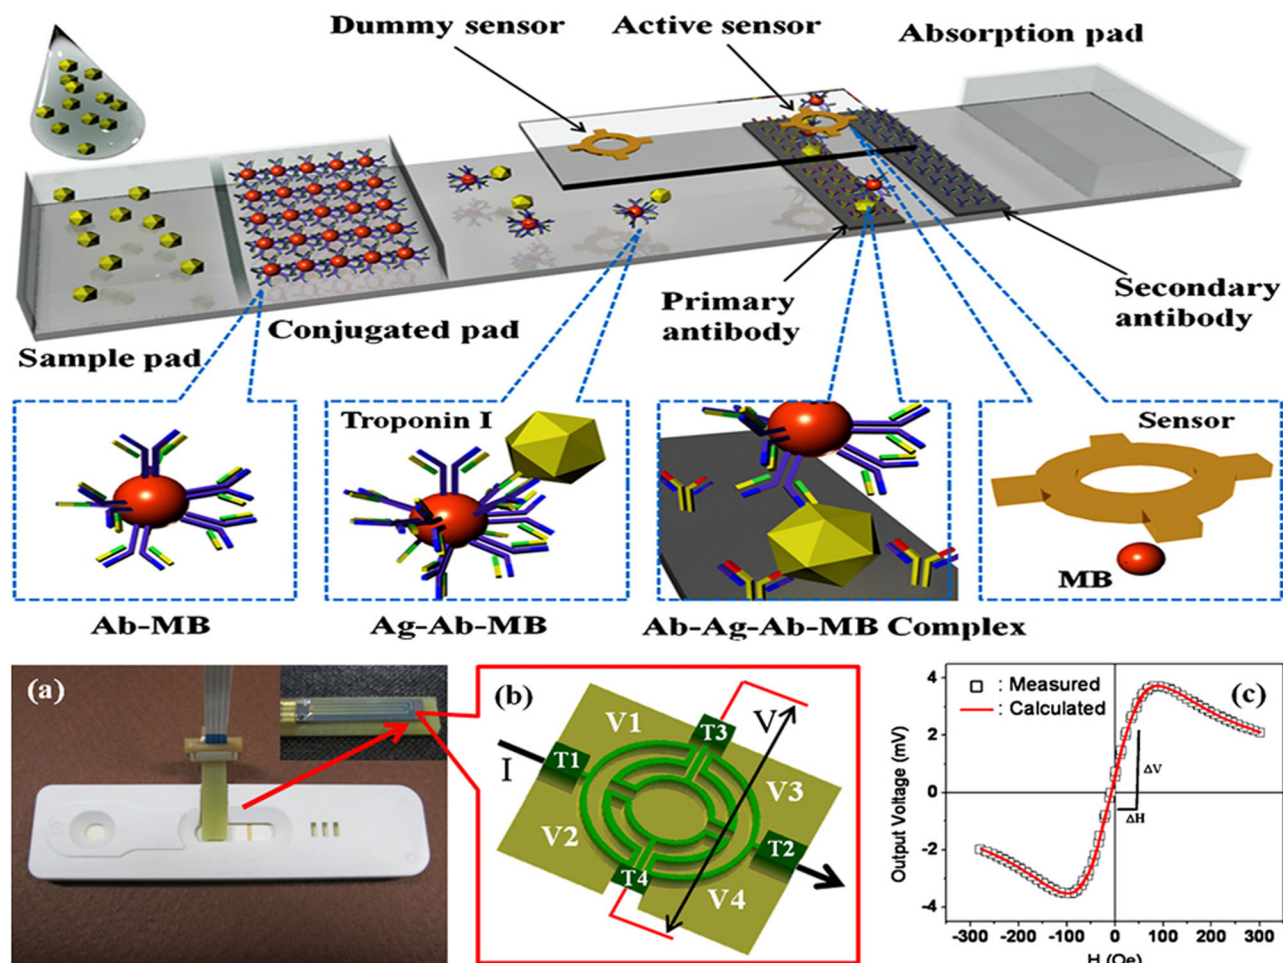 Dummy sensor
Active sensor
Absorption pad
Sample pad
Conjugated pad
Primary
antibody
Secondary
antibody
Troponin I
Sensor
MB
Ab-MB
Ag-Ab-MB
Ab-Ag-Ab-MB Complex
(a)
(b)
I
T1
V1
T3
V
V3
V2
T2
T4
V4
(c)
: Measured
: Calculated
Output Voltage (mV)
4
2
0
-2
-4
ΔV
ΔH
-300 -200 -100 0 100 200 300
H (Oe)